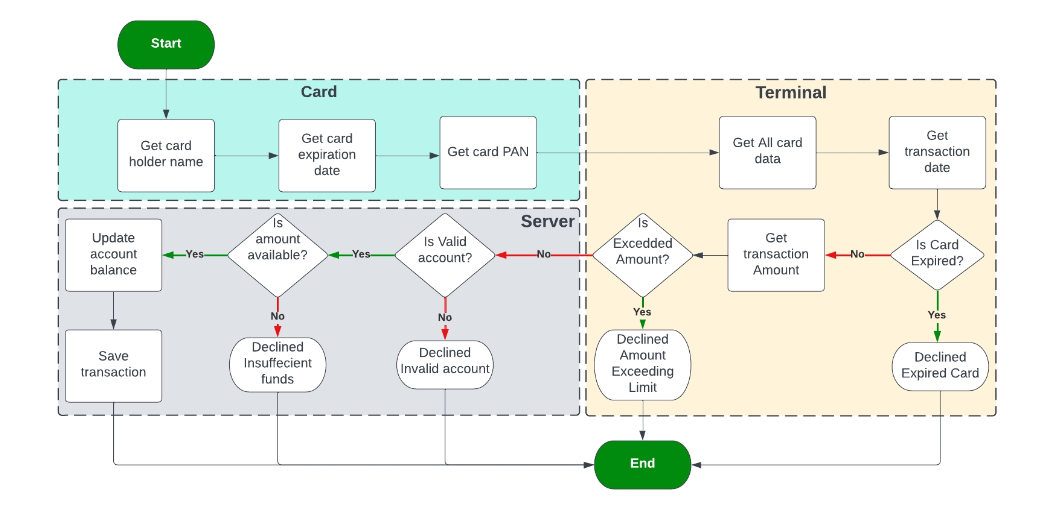 Start
Card
Terminal
Get card
holder name
Get card
expiration
date
Get card PAN
Get All card
data
Get
transaction
date
Server
Update
account
balance
Yes
Is
amount
available?
Yes
Is Valid
account?
No
Is
Excedded
Amount?
Get
transaction
Amount
No
Is Card
Expired?
No
No
Yes
Yes
Save
transaction
Declined
Insuffecient
funds
Declined
Invalid account
Declined
Amount
Exceeding
Limit
Declined
Expired Card
End